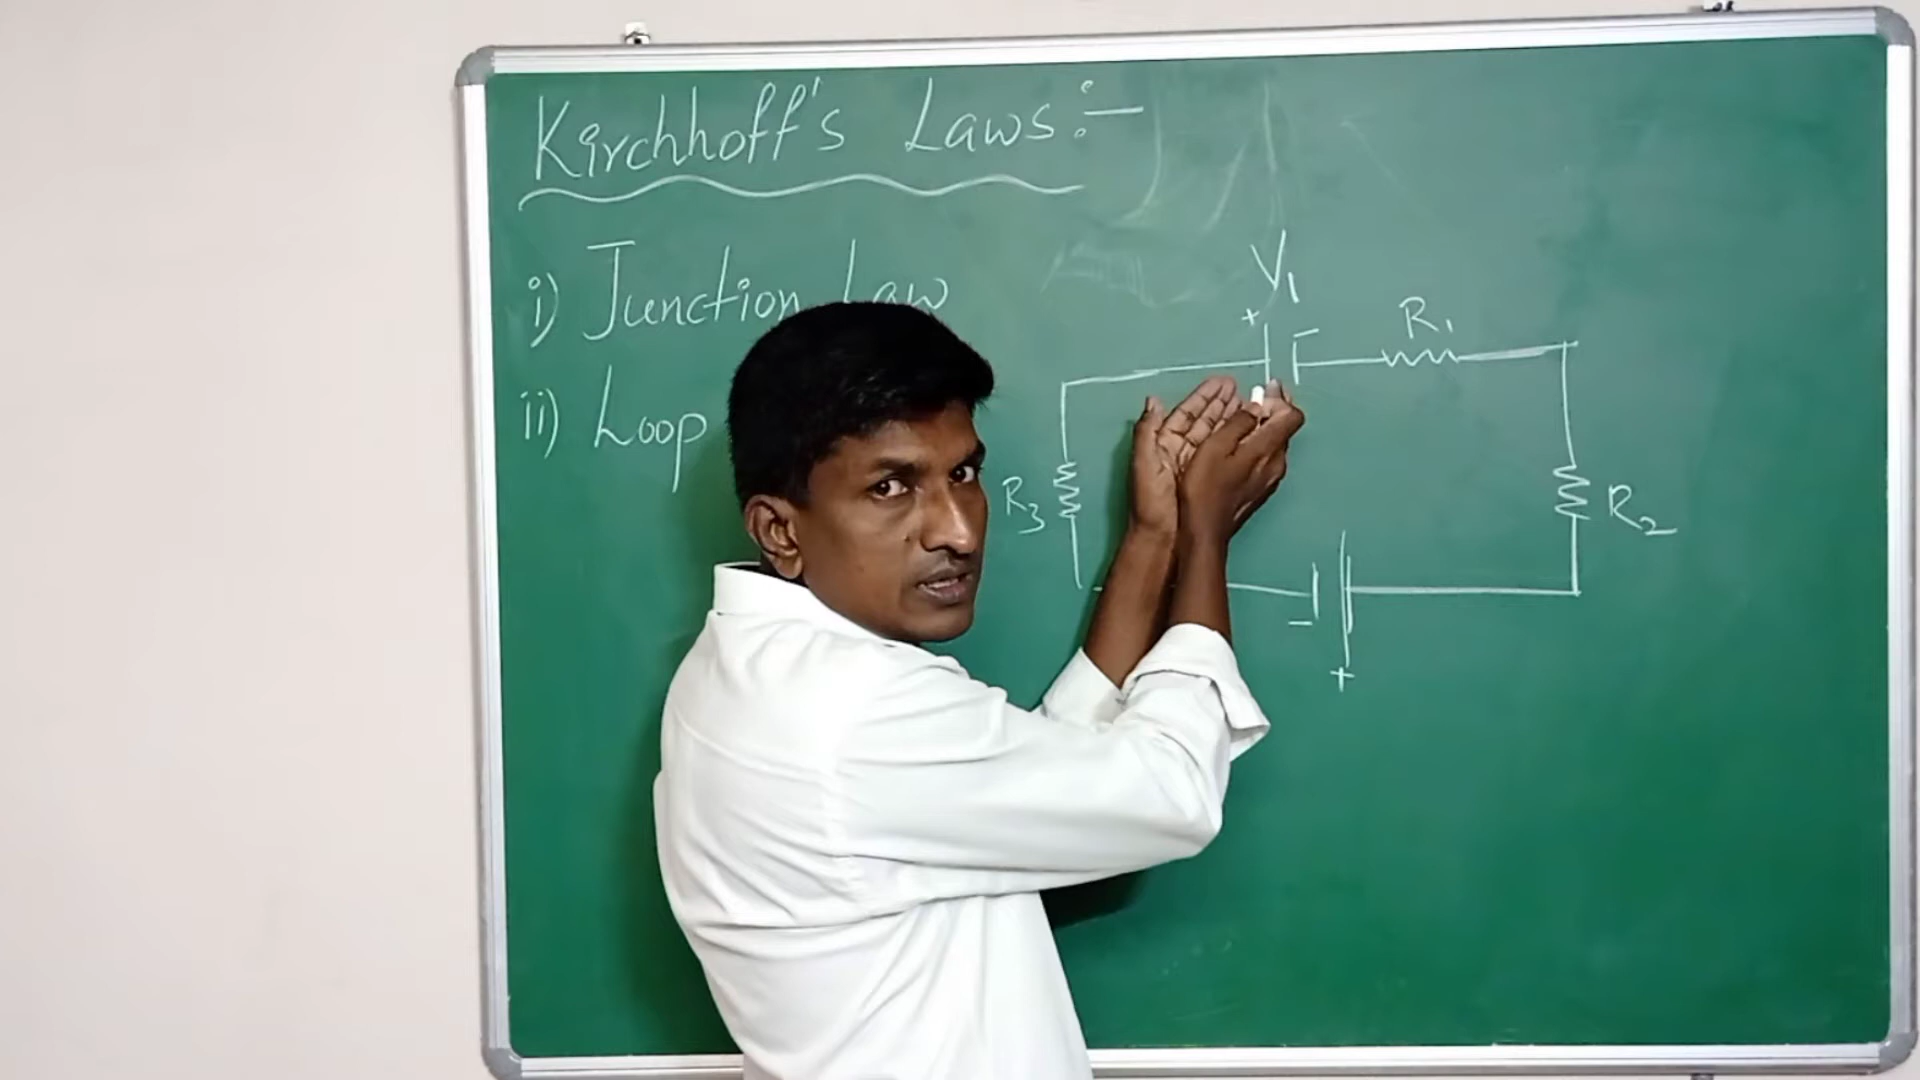 Kirchhoff's Laws :-
i) Junction Law
ii) Loop
V₁
+ -
R₁
R₃
R₂
-
+